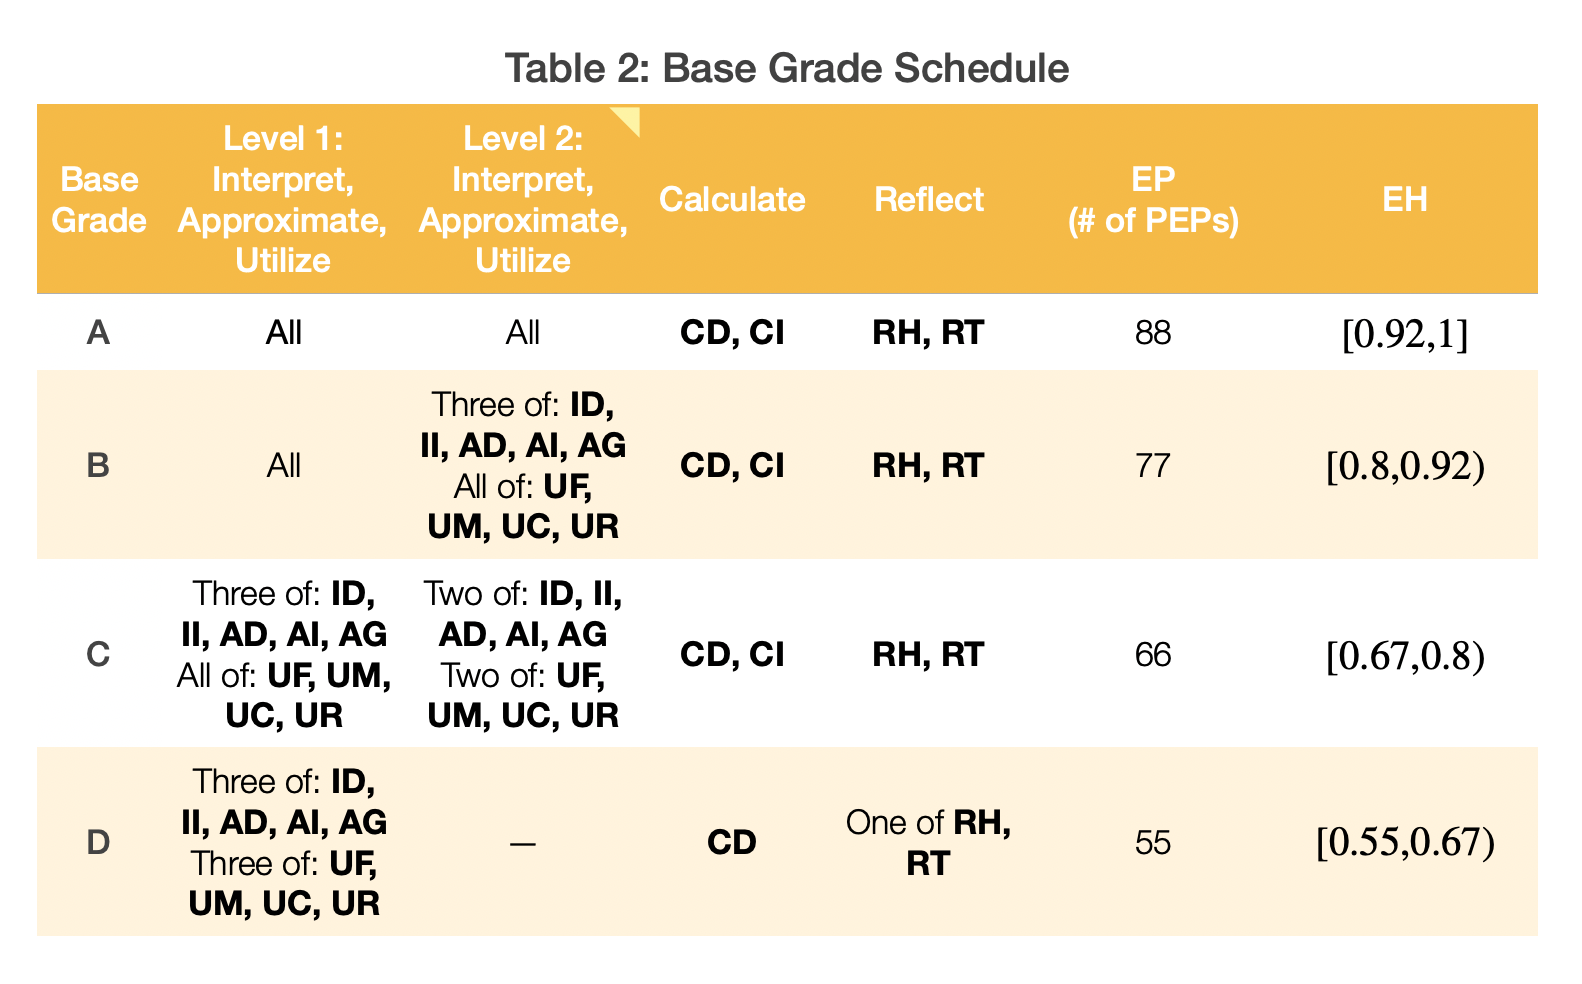 Table 2: Base Grade Schedule
Base
Grade
Level 1:
Interpret,
Approximate,
Utilize
Level 2:
Interpret,
Approximate,
Utilize
Calculate
Reflect
EP
(# of PEPs)
EH
A
All
All
CD, CI
RH, RT
88
[0.92,1]
B
All
Three of: ID,
II, AD, AI, AG
All of: UF,
UM, UC, UR
CD, CI
RH, RT
77
[0.8,0.92)
C
Three of: ID,
II, AD, AI, AG
All of: UF, UM,
UC, UR
Two of: ID, II,
AD, AI, AG
Two of: UF,
UM, UC, UR
CD, CI
RH, RT
66
[0.67,0.8)
D
Three of: ID,
II, AD, AI, AG
Three of: UF,
UM, UC, UR
—
CD
One of RH,
RT
55
[0.55,0.67)